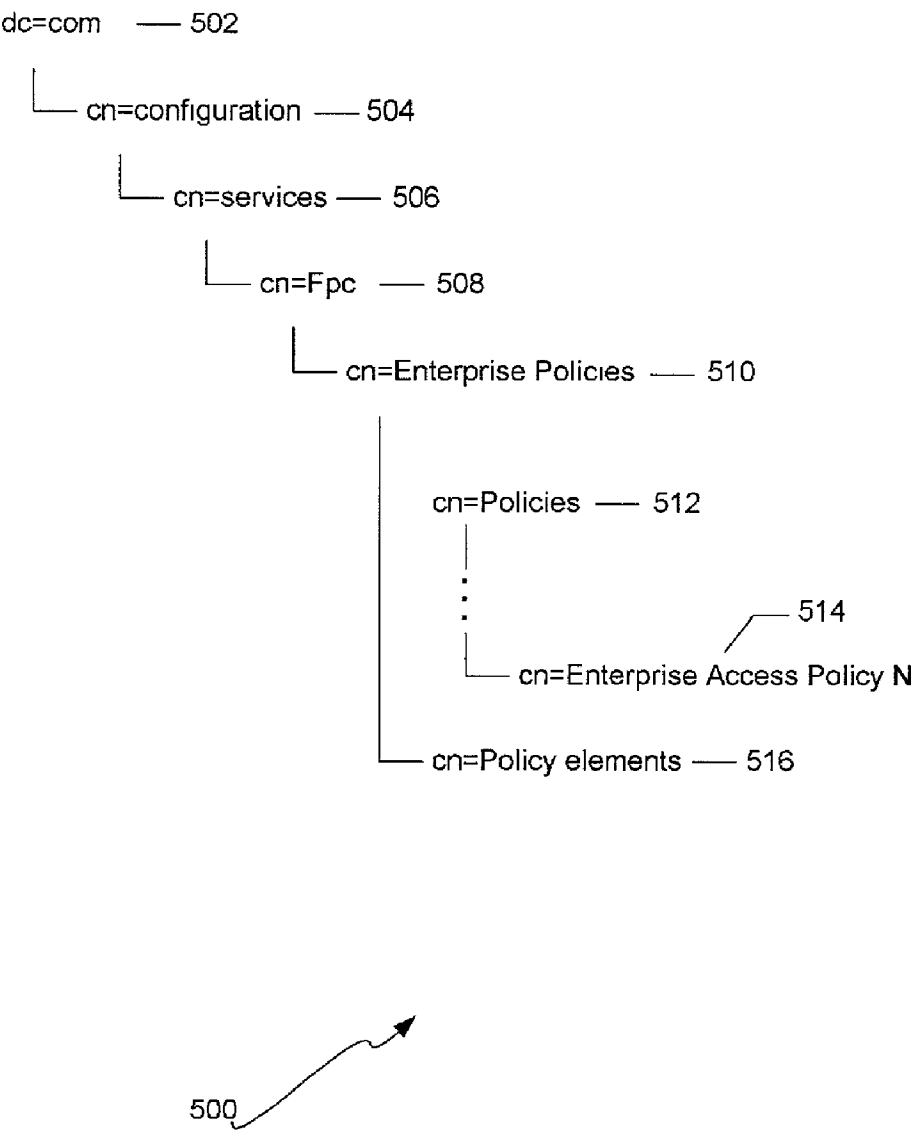 dc=com 502
cn=configuration 504
cn=services 506
cn=Fpc 508
cn=Enterprise Policies 510
cn=Policies 512
514
cn=Enterprise Access Policy N
cn=Policy elements 516
500